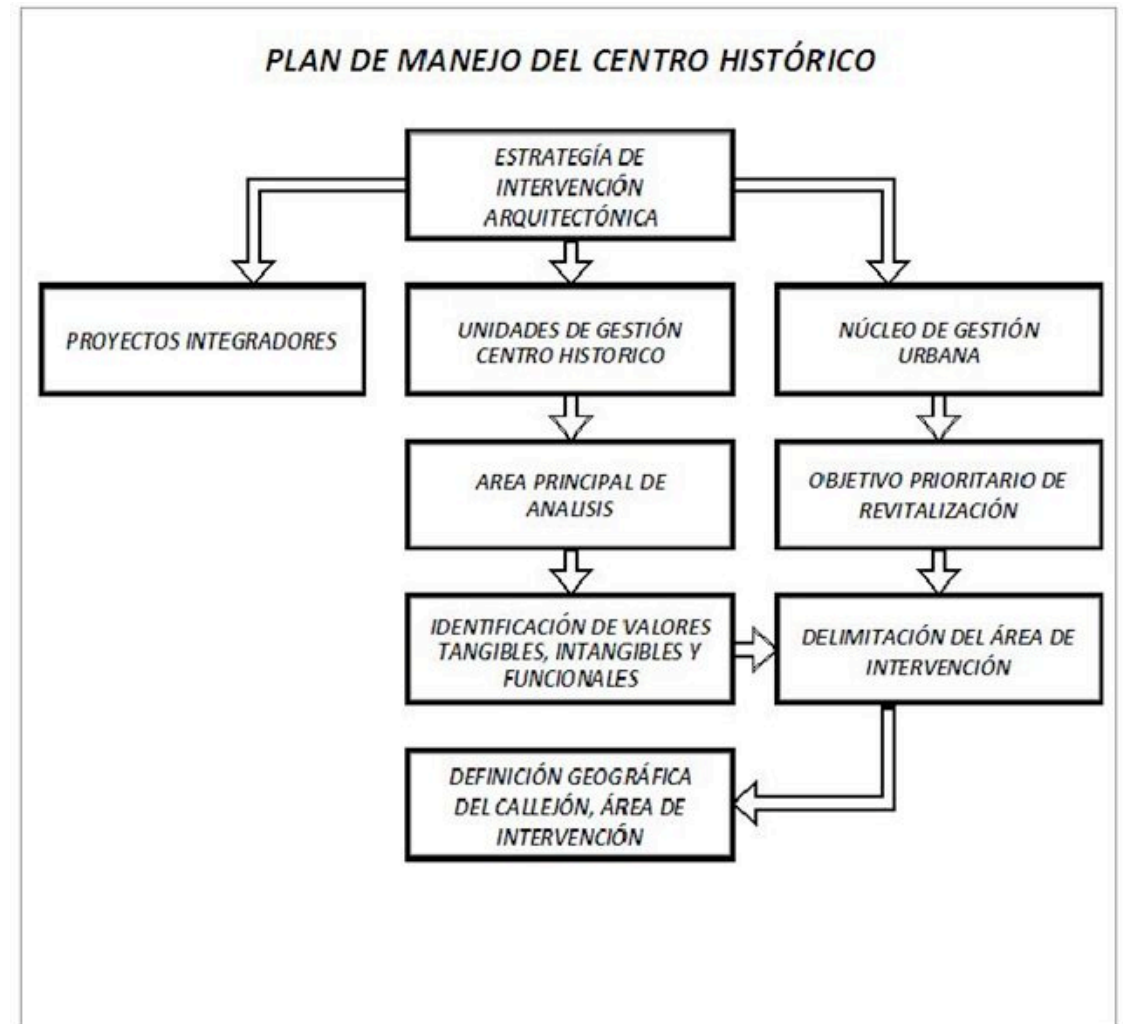 PLAN DE MANEJO DEL CENTRO HISTÓRICO
ESTRATEGÍA DE
INTERVENCIÓN
ARQUITECTÓNICA
PROYECTOS INTEGRADORES
UNIDADES DE GESTIÓN
CENTRO HISTORICO
NÚCLEO DE GESTIÓN
URBANA
AREA PRINCIPAL DE
ANALISIS
OBJETIVO PRIORITARIO DE
REVITALIZACIÓN
IDENTIFICACIÓN DE VALORES
TANGIBLES, INTANGIBLES Y
FUNCIONALES
DELIMITACIÓN DEL ÁREA DE
INTERVENCIÓN
DEFINICIÓN GEOGRÁFICA
DEL CALLEJÓN, ÁREA DE
INTERVENCIÓN